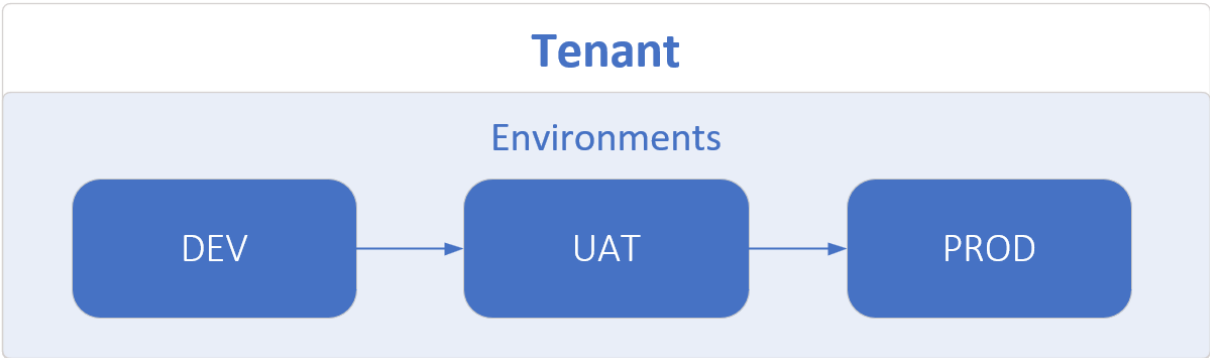 Tenant
Environments
DEV
UAT
PROD